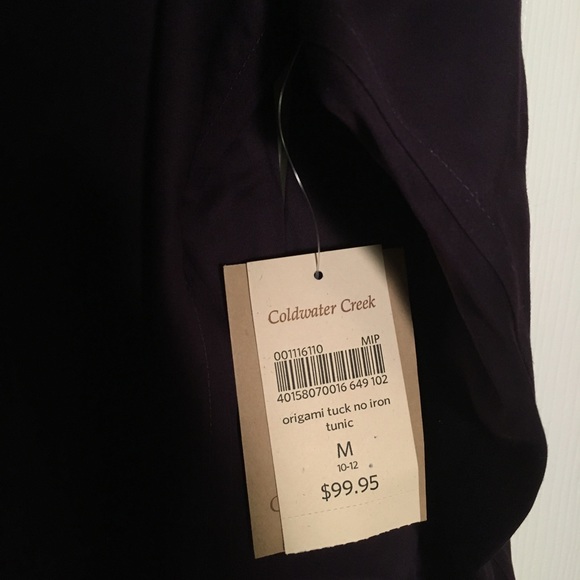 Coldwater Creek
001116110 MIP
40158070016 649 102
origami tuck no iron
tunic
M
10-12
$99.95
C